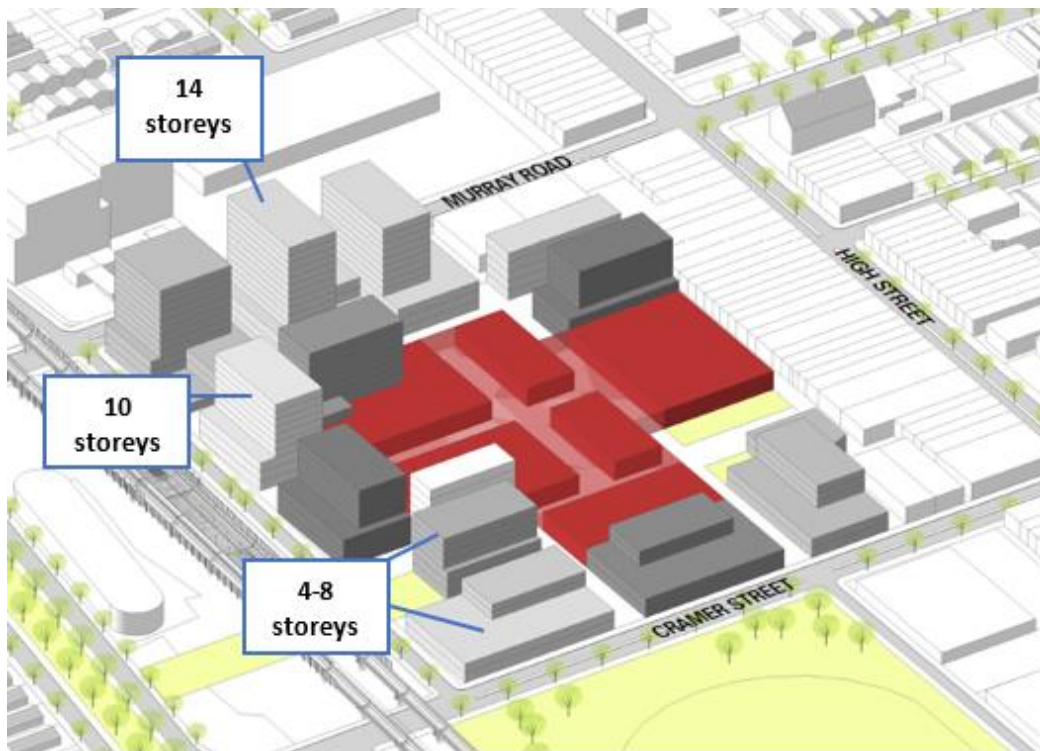 14
storeys
MURRAY ROAD
HIGH STREET
10
storeys
4-8
storeys
CRAMER STREET